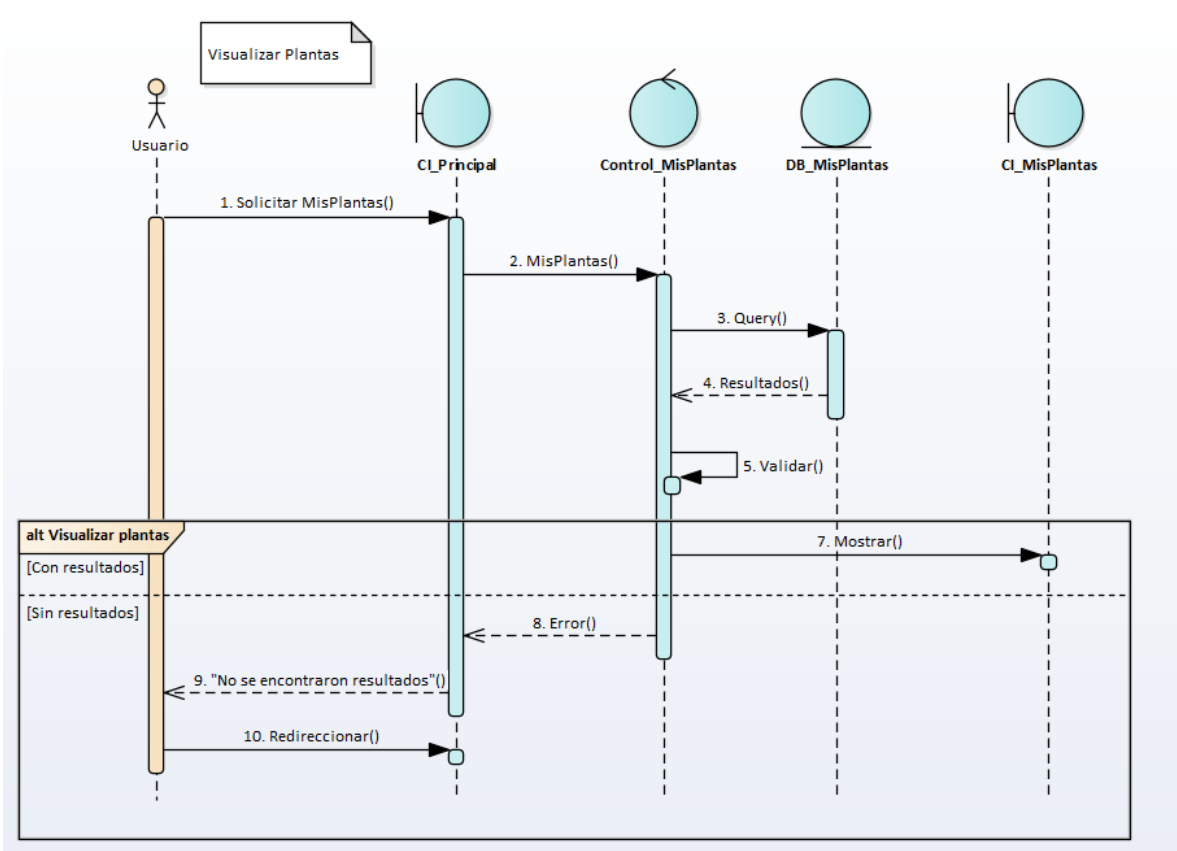 Visualizar Plantas
Usuario
CI_Principal
Control_MisPlantas
DB_MisPlantas
CI_MisPlantas
1. Solicitar MisPlantas()
2. MisPlantas()
3. Query()
4. Resultados()
5. Validar()
alt Visualizar plantas
7. Mostrar()
[Con resultados]
[Sin resultados]
8. Error()
9. "No se encontraron resultados"()
10. Redireccionar()